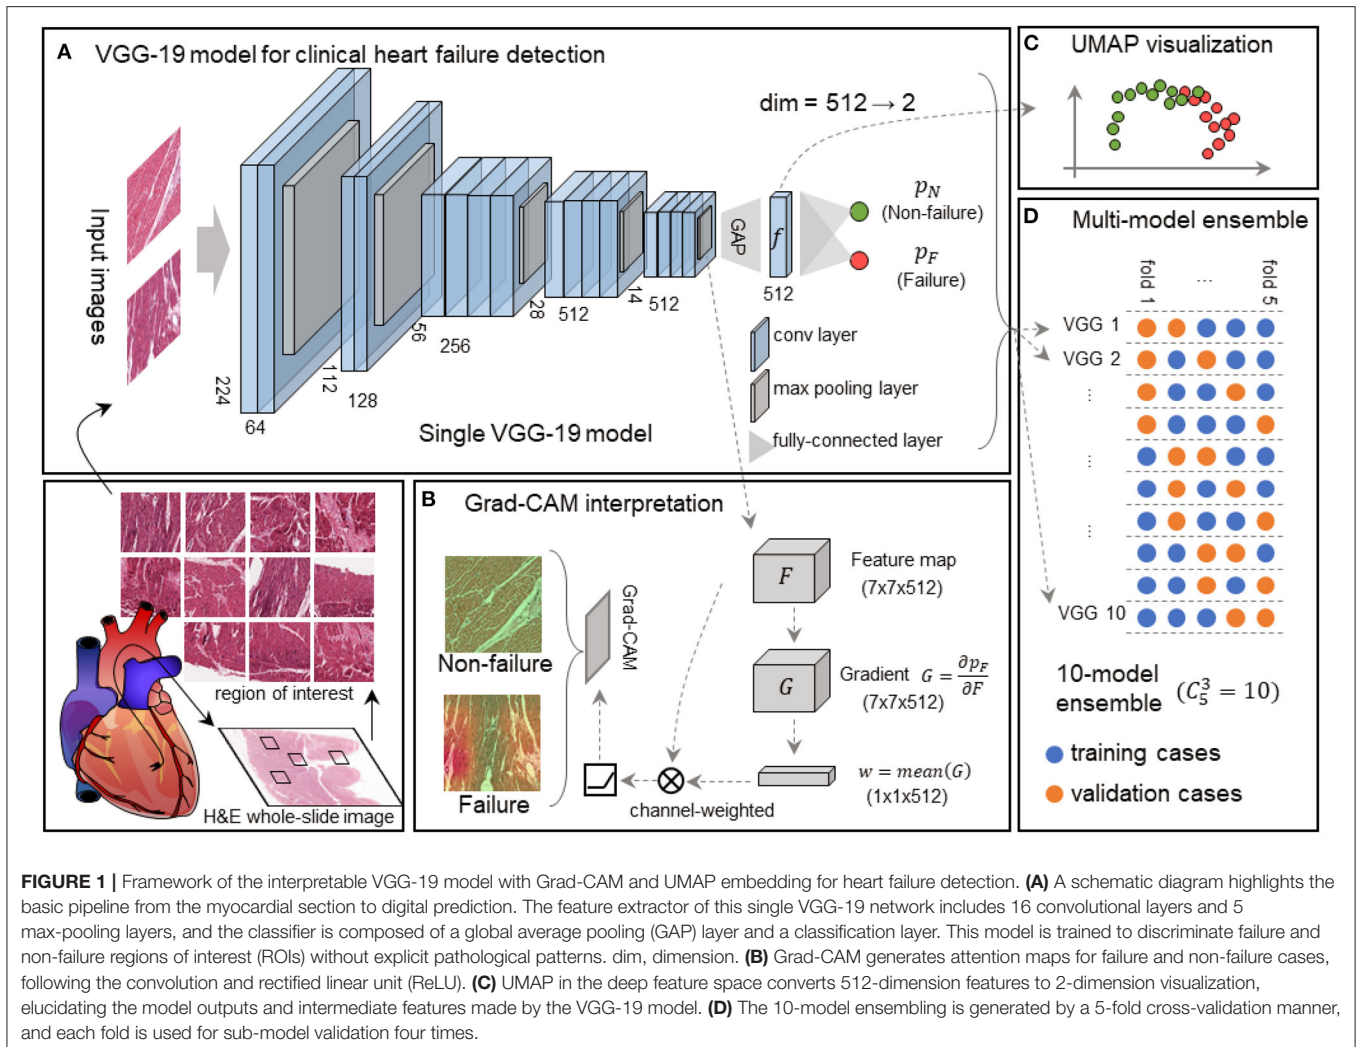 A VGG-19 model for clinical heart failure detection
Input images
224
64
112
128
56
256
28
512
14
512
GAP
f
512
dim = 512 → 2
p_N
(Non-failure)
p_F
(Failure)
conv layer
max pooling layer
fully-connected layer
Single VGG-19 model
region of interest
H&E whole-slide image
B Grad-CAM interpretation
Non-failure
Failure
Grad-CAM
F
Feature map
(7x7x512)
G
Gradient G = ∂p_F/∂F
(7x7x512)
w = mean(G)
(1x1x512)
channel-weighted
C UMAP visualization
D Multi-model ensemble
fold 1 ... fold 5
VGG 1
VGG 2
⋮
⋮
⋮
VGG 10
10-model
ensemble (C_5^3 = 10)
training cases
validation cases
FIGURE 1 | Framework of the interpretable VGG-19 model with Grad-CAM and UMAP embedding for heart failure detection. (A) A schematic diagram highlights the
basic pipeline from the myocardial section to digital prediction. The feature extractor of this single VGG-19 network includes 16 convolutional layers and 5
max-pooling layers, and the classifier is composed of a global average pooling (GAP) layer and a classification layer. This model is trained to discriminate failure and
non-failure regions of interest (ROIs) without explicit pathological patterns. dim, dimension. (B) Grad-CAM generates attention maps for failure and non-failure cases,
following the convolution and rectified linear unit (ReLU). (C) UMAP in the deep feature space converts 512-dimension features to 2-dimension visualization,
elucidating the model outputs and intermediate features made by the VGG-19 model. (D) The 10-model ensembling is generated by a 5-fold cross-validation manner,
and each fold is used for sub-model validation four times.